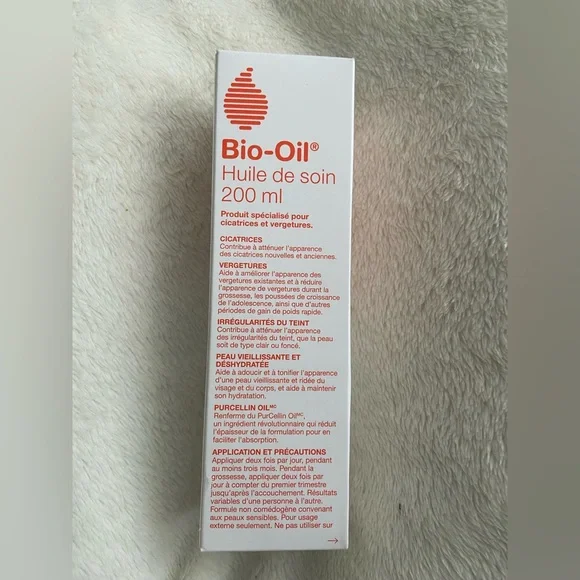 Bio-Oil®
Huile de soin
200 ml
Produit spécialisé pour
cicatrices et vergetures.
CICATRICES
Contribue à atténuer l'apparence
des cicatrices nouvelles et anciennes.
VERGETURES
Aide à améliorer l'apparence des
vergetures existantes et à réduire
l'apparence de vergetures durant la
grossesse, les poussées de croissance
de l'adolescence, ainsi que d'autres
périodes de gain de poids rapide.
IRRÉGULARITÉS DU TEINT
Contribue à atténuer l'apparence
des irrégularités du teint, que la peau
soit de type clair ou foncé.
PEAU VIEILLISSANTE ET
DÉSHYDRATÉE
Aide à adoucir et à tonifier l'apparence
d'une peau vieillissante et ridée du
visage et du corps, et aide à maintenir
son hydratation.
PURCELLIN OILᴹᶜ
Renferme du PurCellin Oilᴹᶜ,
un ingrédient révolutionnaire qui réduit
l'épaisseur de la formulation pour en
faciliter l'absorption.
APPLICATION ET PRÉCAUTIONS
Appliquer deux fois par jour, pendant
au moins trois mois. Pendant la
grossesse, appliquer deux fois par
jour à compter du premier trimestre
jusqu'après l'accouchement. Résultats
variables d'une personne à l'autre.
Formule non comédogène convenant
aux peaux sensibles. Pour usage
externe seulement. Ne pas utiliser sur
→